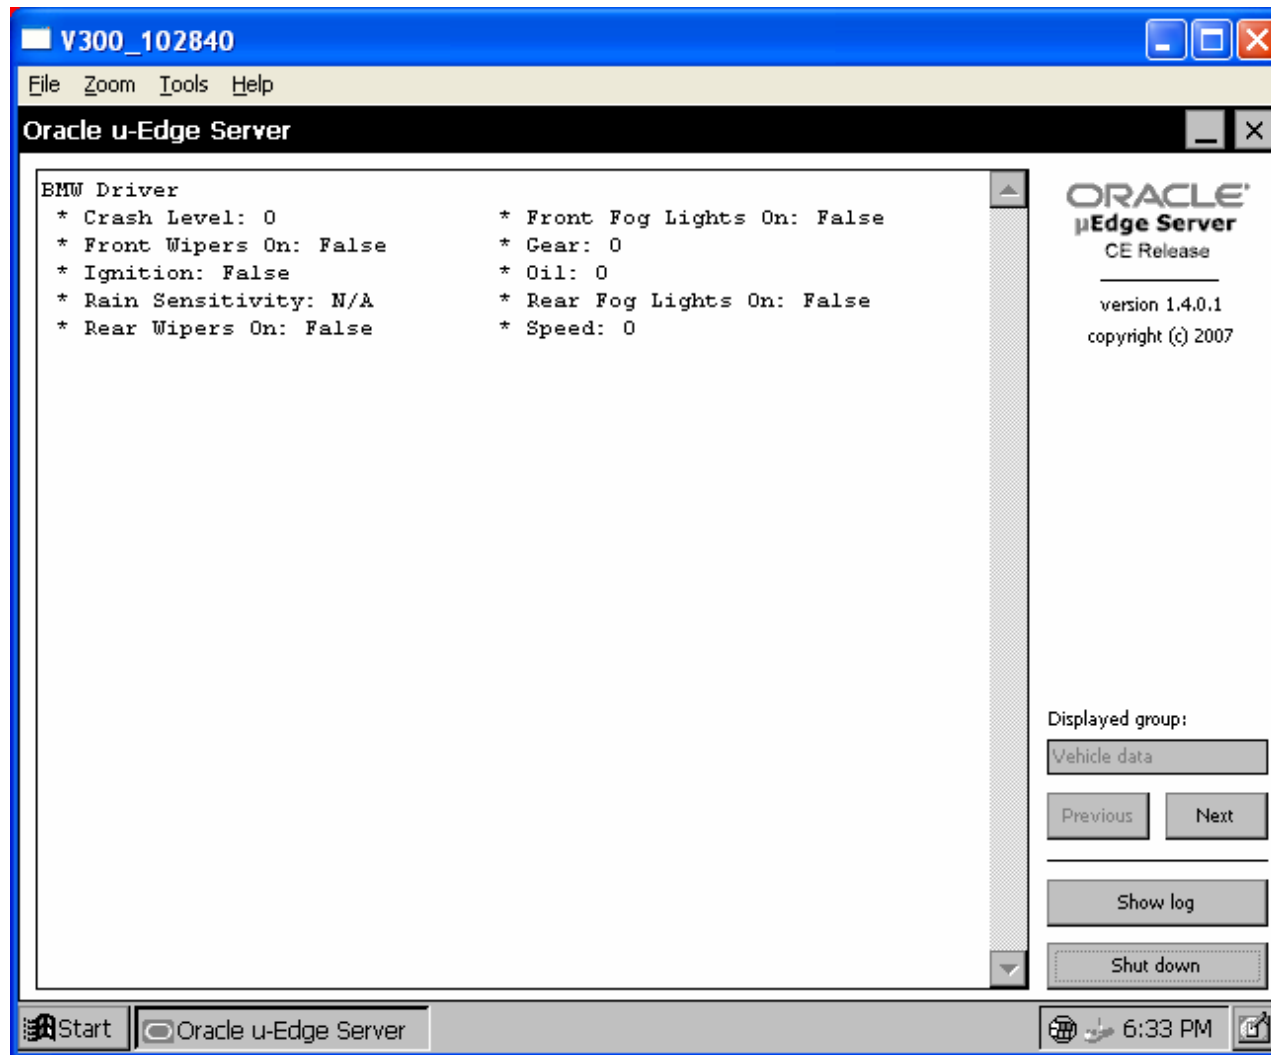 V300_102840
File Zoom Tools Help
Oracle u-Edge Server
BMW Driver
* Crash Level: 0 * Front Fog Lights On: False
* Front Wipers On: False * Gear: 0
* Ignition: False * Oil: 0
* Rain Sensitivity: N/A * Rear Fog Lights On: False
* Rear Wipers On: False * Speed: 0
ORACLE
µEdge Server
CE Release
version 1.4.0.1
copyright (c) 2007
Displayed group:
Vehicle data
Previous Next
Show log
Shut down
Start Oracle u-Edge Server 6:33 PM